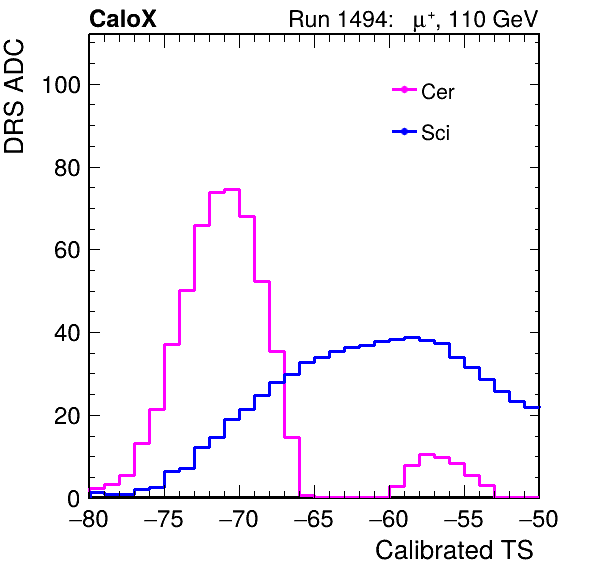 CaloX Run 1494: μ⁺, 110 GeV
DRS ADC
100
80
60
40
20
0
Cer
Sci
−80 −75 −70 −65 −60 −55 −50
Calibrated TS